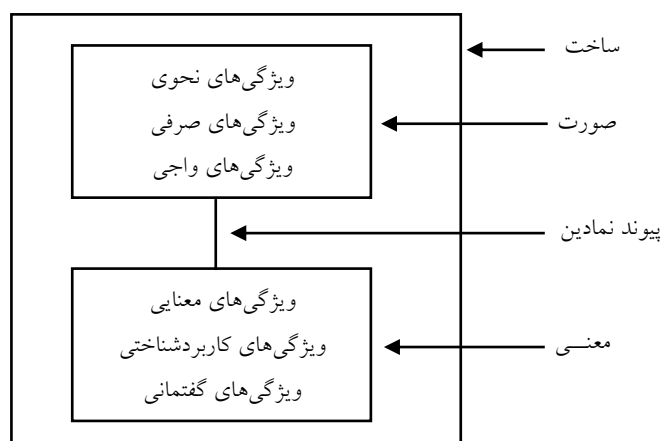 ساخت
ویژگی‌های نحوی
ویژگی‌های صرفی
صورت
ویژگی‌های واجی
پیوند نمادین
ویژگی‌های معنایی
ویژگی‌های کاربردشناختی
معنــی
ویژگی‌های گفتمانی